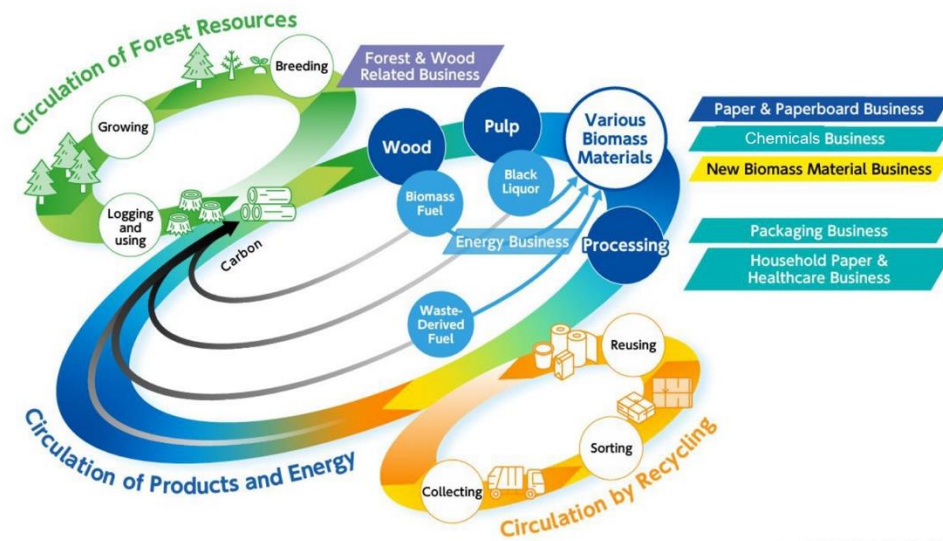 Circulation of Forest Resources
Breeding
Growing
Logging
and
using
Forest & Wood
Related Business
Wood
Pulp
Various
Biomass
Materials
Biomass
Fuel
Black
Liquor
Energy Business
Processing
Carbon
Waste-
Derived
Fuel
Paper & Paperboard Business
Chemicals Business
New Biomass Material Business
Packaging Business
Household Paper &
Healthcare Business
Reusing
Sorting
Collecting
Circulation of Products and Energy
Circulation by Recycling